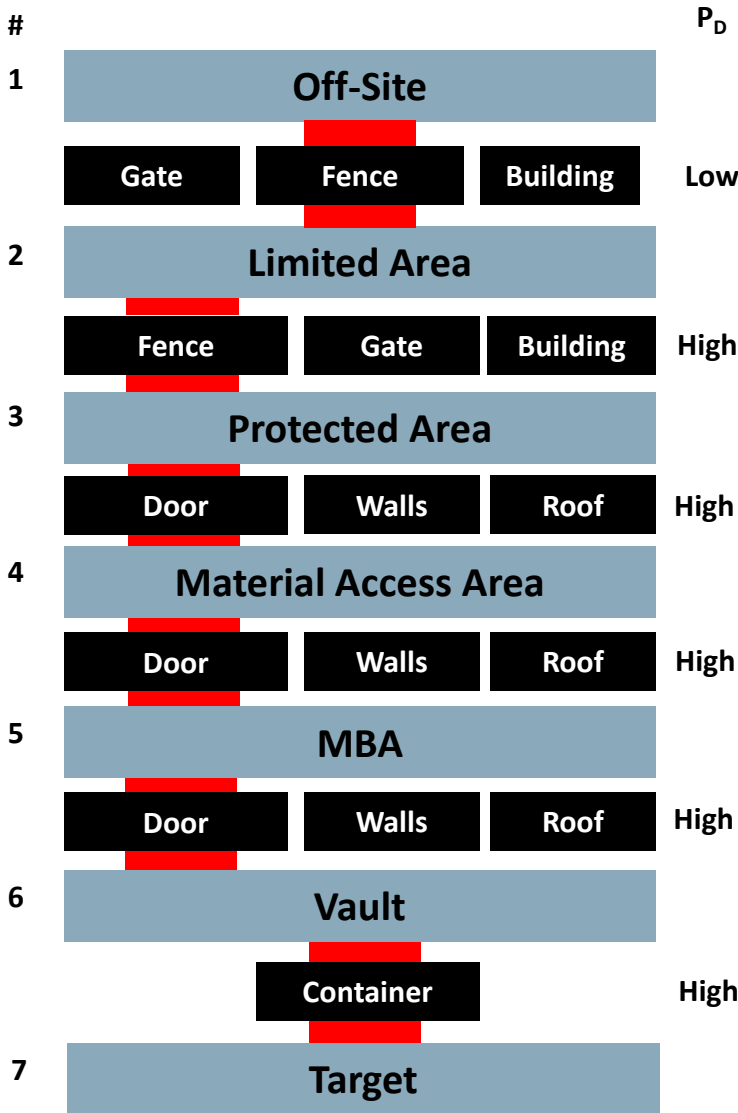 # P_D
1 Off-Site
Gate Fence Building Low
2 Limited Area
Fence Gate Building High
3 Protected Area
Door Walls Roof High
4 Material Access Area
Door Walls Roof High
5 MBA
Door Walls Roof High
6 Vault
Container High
7 Target